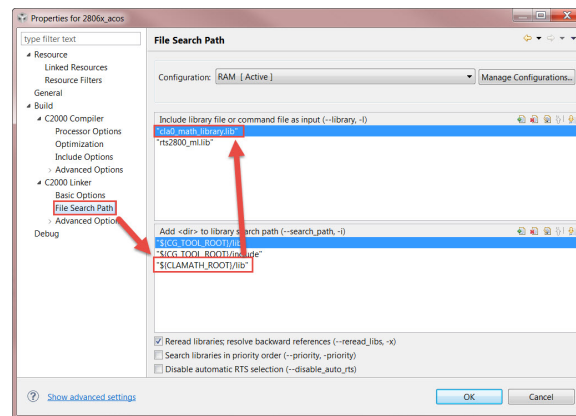 Properties for 2806x_acos
type filter text
File Search Path
Resource
Linked Resources
Resource Filters
General
Build
C2000 Compiler
Processor Options
Optimization
Include Options
Advanced Options
C2000 Linker
Basic Options
File Search Path
Advanced Options
Debug
Configuration: RAM [ Active ]
Manage Configurations...
Include library file or command file as input (--library, -l)
"cla0_math_library.lib"
"rts2800_ml.lib"
Add <dir> to library search path (--search_path, -i)
"${CG_TOOL_ROOT}/lib"
"${CG_TOOL_ROOT}/include"
"${CLAMATH_ROOT}/lib"
Reread libraries; resolve backward references (--reread_libs, -x)
Search libraries in priority order (--priority, -priority)
Disable automatic RTS selection (--disable_auto_rts)
Show advanced settings
OK
Cancel